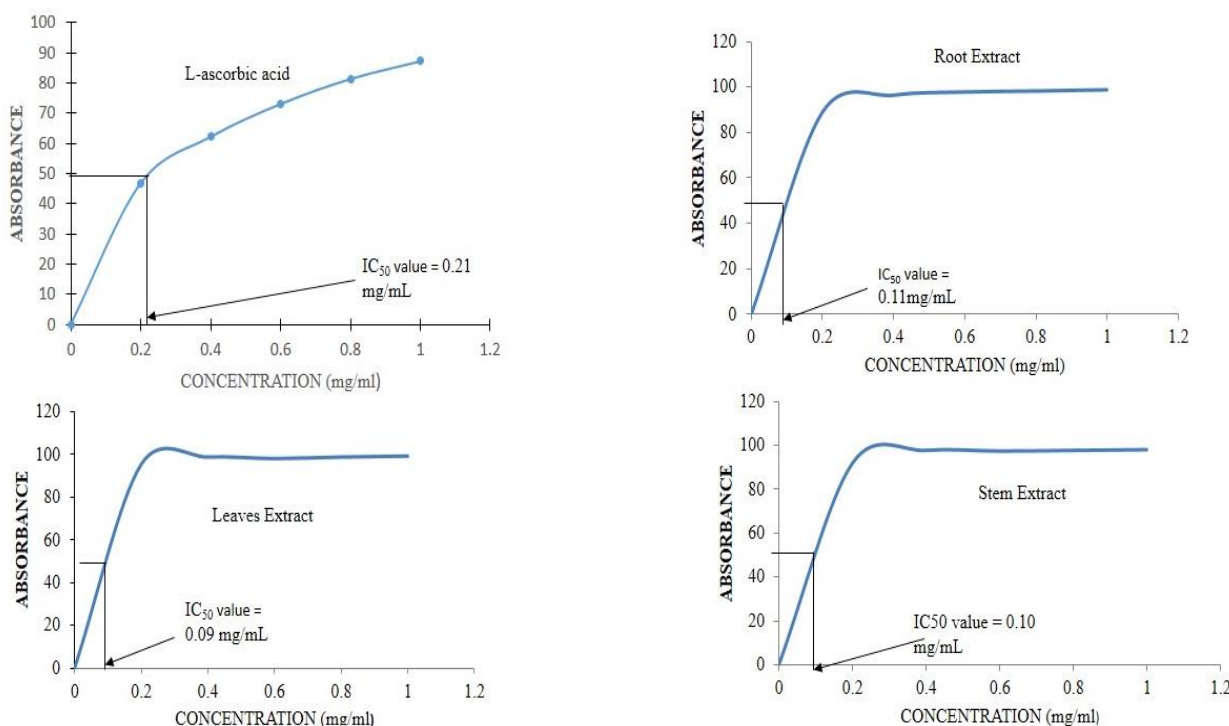 100
90
80
70
60
50
40
30
20
10
0
ABSORBANCE
L-ascorbic acid
IC50 value = 0.21
mg/mL
0 0.2 0.4 0.6 0.8 1 1.2
CONCENTRATION (mg/ml)
120
100
80
60
40
20
0
ABSORBANCE
Root Extract
IC50 value =
0.11mg/mL
0 0.2 0.4 0.6 0.8 1 1.2
CONCENTRATION (mg/ml)
120
100
80
60
40
20
0
ABSORBANCE
Leaves Extract
IC50 value =
0.09 mg/mL
0 0.2 0.4 0.6 0.8 1 1.2
CONCENTRATION (mg/ml)
120
100
80
60
40
20
0
ABSORBANCE
Stem Extract
IC50 value = 0.10
mg/mL
0 0.2 0.4 0.6 0.8 1 1.2
CONCENTRATION (mg/ml)